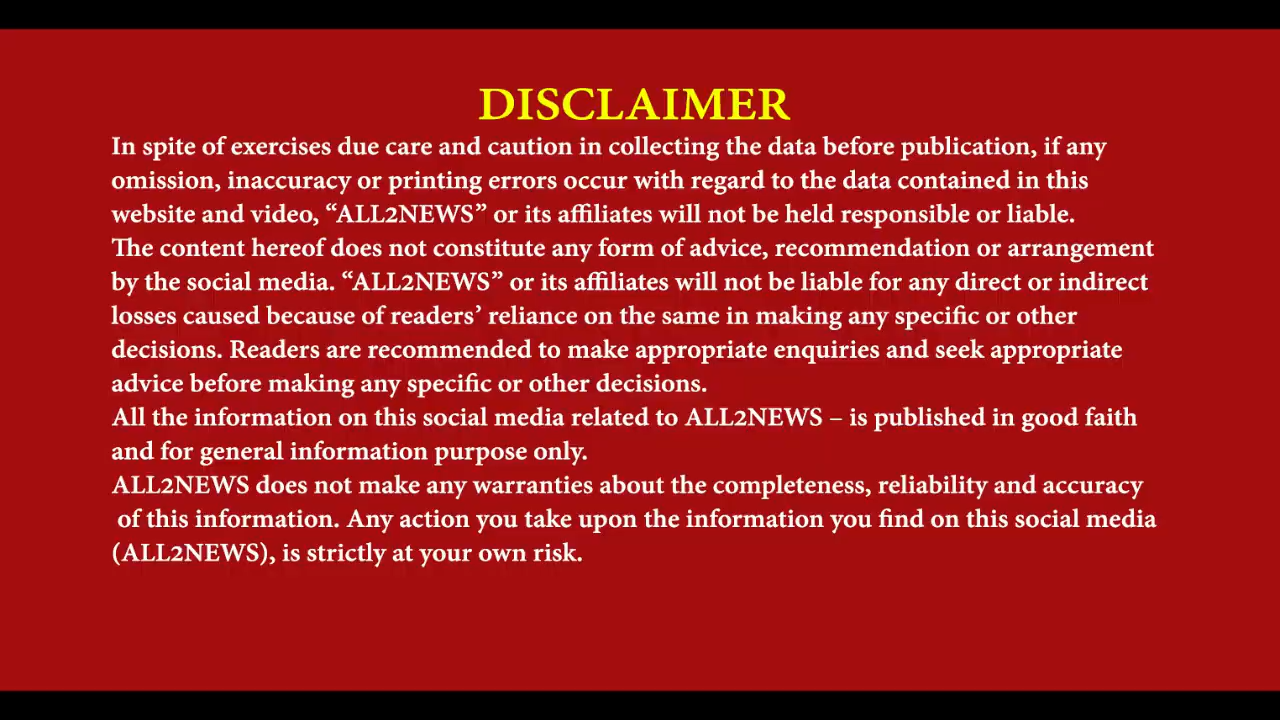 DISCLAIMER
In spite of exercises due care and caution in collecting the data before publication, if any
omission, inaccuracy or printing errors occur with regard to the data contained in this
website and video, “ALL2NEWS” or its affiliates will not be held responsible or liable.
The content hereof does not constitute any form of advice, recommendation or arrangement
by the social media. “ALL2NEWS” or its affiliates will not be liable for any direct or indirect
losses caused because of readers’ reliance on the same in making any specific or other
decisions. Readers are recommended to make appropriate enquiries and seek appropriate
advice before making any specific or other decisions.
All the information on this social media related to ALL2NEWS – is published in good faith
and for general information purpose only.
ALL2NEWS does not make any warranties about the completeness, reliability and accuracy
of this information. Any action you take upon the information you find on this social media
(ALL2NEWS), is strictly at your own risk.